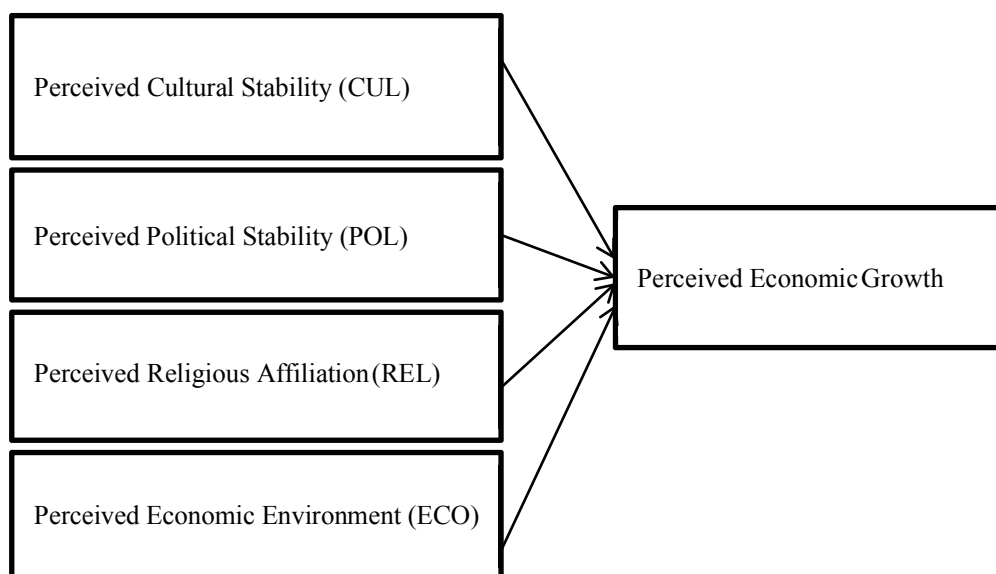 Perceived Cultural Stability (CUL)
Perceived Political Stability (POL)
Perceived Economic Growth
Perceived Religious Affiliation (REL)
Perceived Economic Environment (ECO)